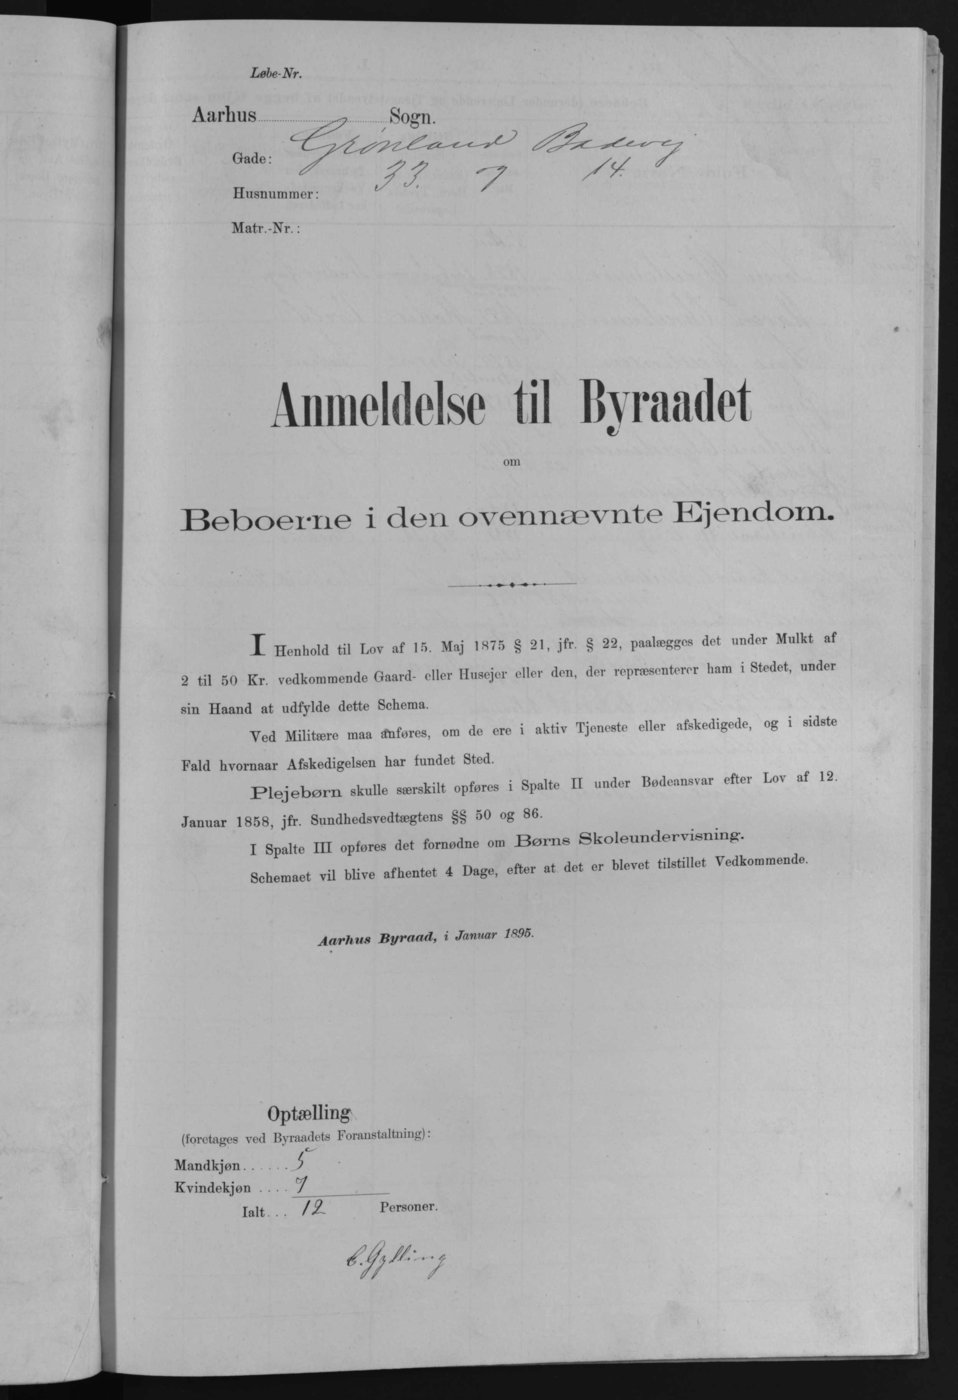 Løbe-Nr.
Aarhus Sogn.
Gade: Grönland Badevej
Husnummer: 33. 7 14.
Matr.-Nr.:
Anmeldelse til Byraadet
om
Beboerne i den ovennævnte Ejendom.
I Henhold til Lov af 15. Maj 1875 § 21, jfr. § 22, paalægges det under Mulkt af
2 til 50 Kr. vedkommende Gaard- eller Husejer eller den, der repræsenterer ham i Stedet, under
sin Haand at udfylde dette Schema.
Ved Militære maa anføres, om de ere i aktiv Tjeneste eller afskedigede, og i sidste
Fald hvornaar Afskedigelsen har fundet Sted.
Plejebørn skulle særskilt opføres i Spalte II under Bødeansvar efter Lov af 12.
Januar 1858, jfr. Sundhedsvedtægtens §§ 50 og 86.
I Spalte III opføres det fornødne om Børns Skoleundervisning.
Schemaet vil blive afhentet 4 Dage, efter at det er blevet tilstillet Vedkommende.
Aarhus Byraad, i Januar 1895.
Optælling
(foretages ved Byraadets Foranstaltning):
Mandkjøn...... 5
Kvindekjøn .... 7
Ialt... 12 Personer.
C. Gylling